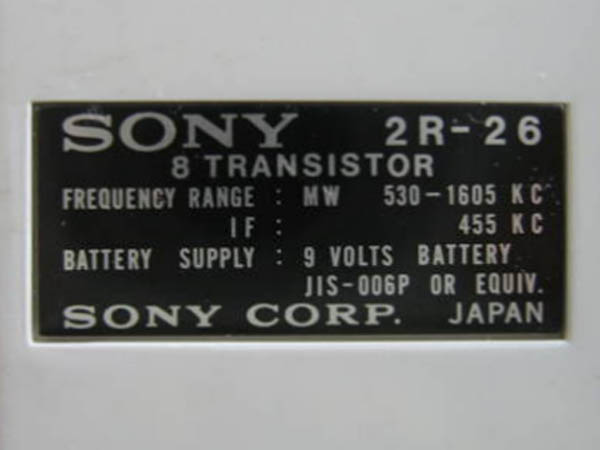 SONY 2R-26
8 TRANSISTOR
FREQUENCY RANGE : MW 530-1605 KC
IF : 455 KC
BATTERY SUPPLY : 9 VOLTS BATTERY
JIS-006P OR EQUIV.
SONY CORP. JAPAN